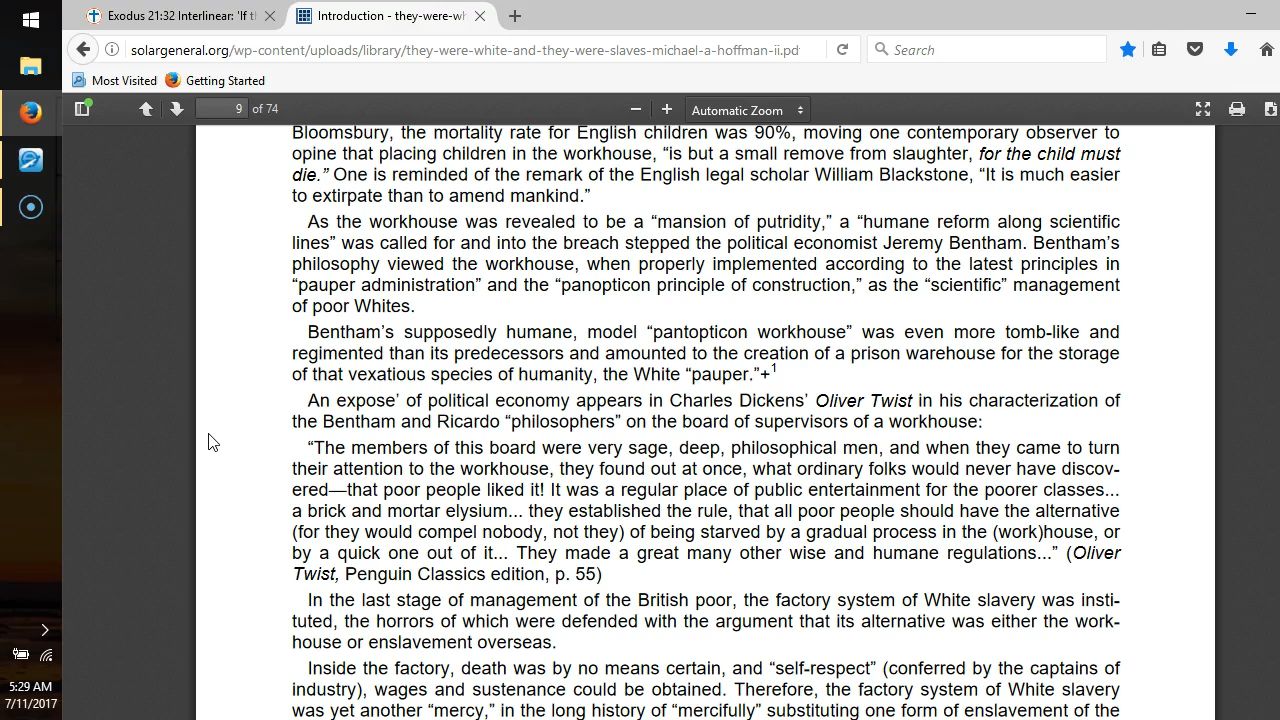 Exodus 21:32 Interlinear: 'If t
Introduction - they-were-wh
solargeneral.org/wp-content/uploads/library/they-were-white-and-they-were-slaves-michael-a-hoffman-ii.pd
Search
Most Visited
Getting Started
9 of 74
Automatic Zoom
Bloomsbury, the mortality rate for English children was 90%, moving one contemporary observer to
opine that placing children in the workhouse, “is but a small remove from slaughter, for the child must
die.” One is reminded of the remark of the English legal scholar William Blackstone, “It is much easier
to extirpate than to amend mankind.”
As the workhouse was revealed to be a “mansion of putridity,” a “humane reform along scientific
lines” was called for and into the breach stepped the political economist Jeremy Bentham. Bentham’s
philosophy viewed the workhouse, when properly implemented according to the latest principles in
“pauper administration” and the “panopticon principle of construction,” as the “scientific” management
of poor Whites.
Bentham’s supposedly humane, model “pantopticon workhouse” was even more tomb-like and
regimented than its predecessors and amounted to the creation of a prison warehouse for the storage
of that vexatious species of humanity, the White “pauper.”+1
An expose’ of political economy appears in Charles Dickens’ Oliver Twist in his characterization of
the Bentham and Ricardo “philosophers” on the board of supervisors of a workhouse:
“The members of this board were very sage, deep, philosophical men, and when they came to turn
their attention to the workhouse, they found out at once, what ordinary folks would never have discov-
ered—that poor people liked it! It was a regular place of public entertainment for the poorer classes...
a brick and mortar elysium... they established the rule, that all poor people should have the alternative
(for they would compel nobody, not they) of being starved by a gradual process in the (work)house, or
by a quick one out of it... They made a great many other wise and humane regulations...” (Oliver
Twist, Penguin Classics edition, p. 55)
In the last stage of management of the British poor, the factory system of White slavery was insti-
tuted, the horrors of which were defended with the argument that its alternative was either the work-
house or enslavement overseas.
Inside the factory, death was by no means certain, and “self-respect” (conferred by the captains of
industry), wages and sustenance could be obtained. Therefore, the factory system of White slavery
was yet another “mercy,” in the long history of “mercifully” substituting one form of enslavement of the
5:29 AM
7/11/2017